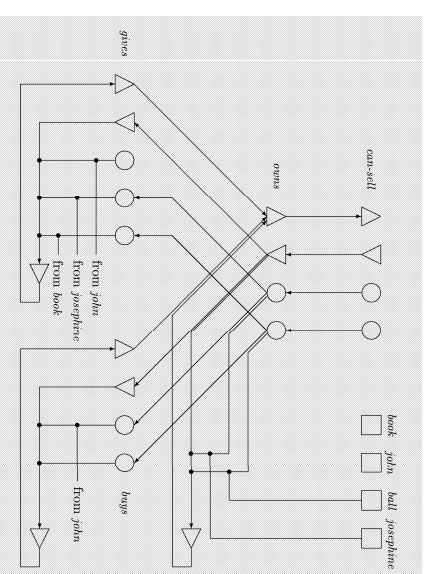 gives
can-sell
owns
from john
from josephine
from book
book
john
ball
josephine
buys
from john